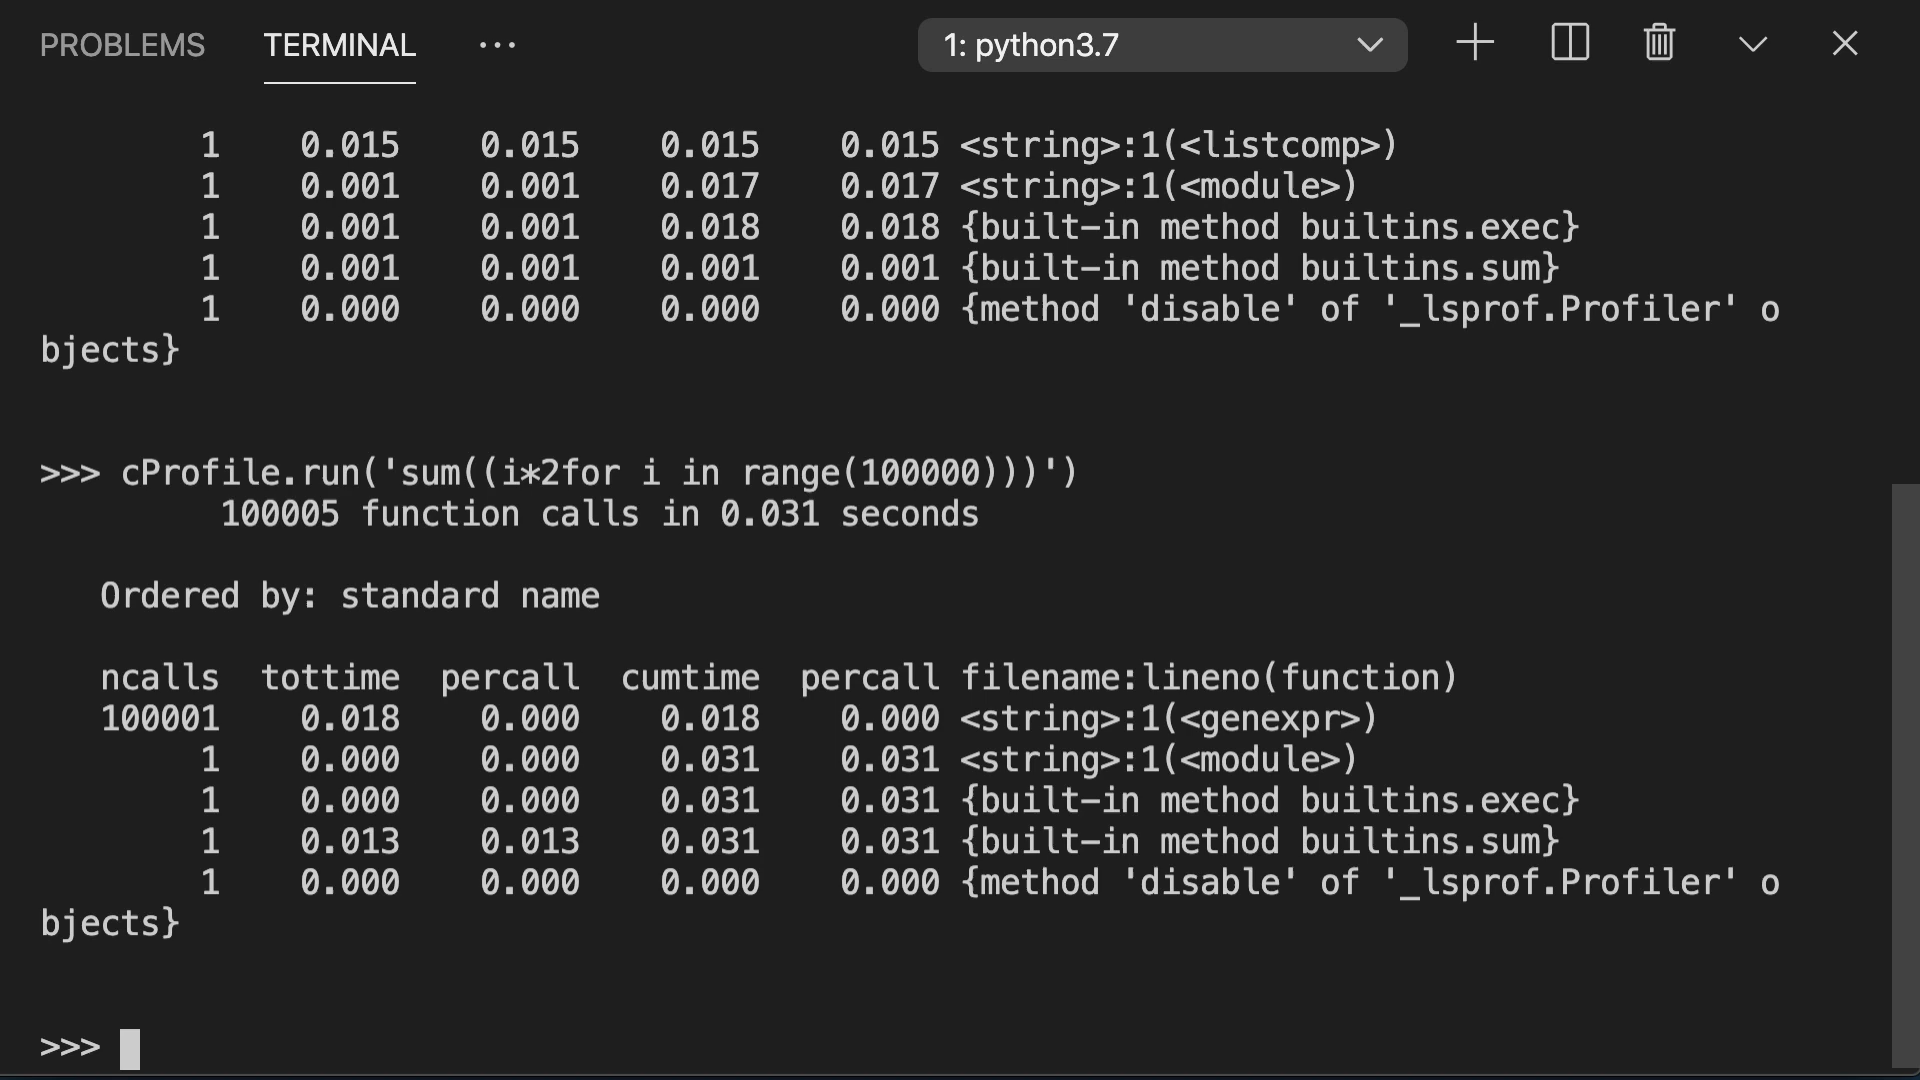 PROBLEMS TERMINAL ... 1: python3.7
1 0.015 0.015 0.015 0.015 <string>:1(<listcomp>)
1 0.001 0.001 0.017 0.017 <string>:1(<module>)
1 0.001 0.001 0.018 0.018 {built-in method builtins.exec}
1 0.001 0.001 0.001 0.001 {built-in method builtins.sum}
1 0.000 0.000 0.000 0.000 {method 'disable' of '_lsprof.Profiler' o
bjects}
>>> cProfile.run('sum((i*2for i in range(100000)))')
100005 function calls in 0.031 seconds
Ordered by: standard name
ncalls tottime percall cumtime percall filename:lineno(function)
100001 0.018 0.000 0.018 0.000 <string>:1(<genexpr>)
1 0.000 0.000 0.031 0.031 <string>:1(<module>)
1 0.000 0.000 0.031 0.031 {built-in method builtins.exec}
1 0.013 0.013 0.031 0.031 {built-in method builtins.sum}
1 0.000 0.000 0.000 0.000 {method 'disable' of '_lsprof.Profiler' o
bjects}
>>>